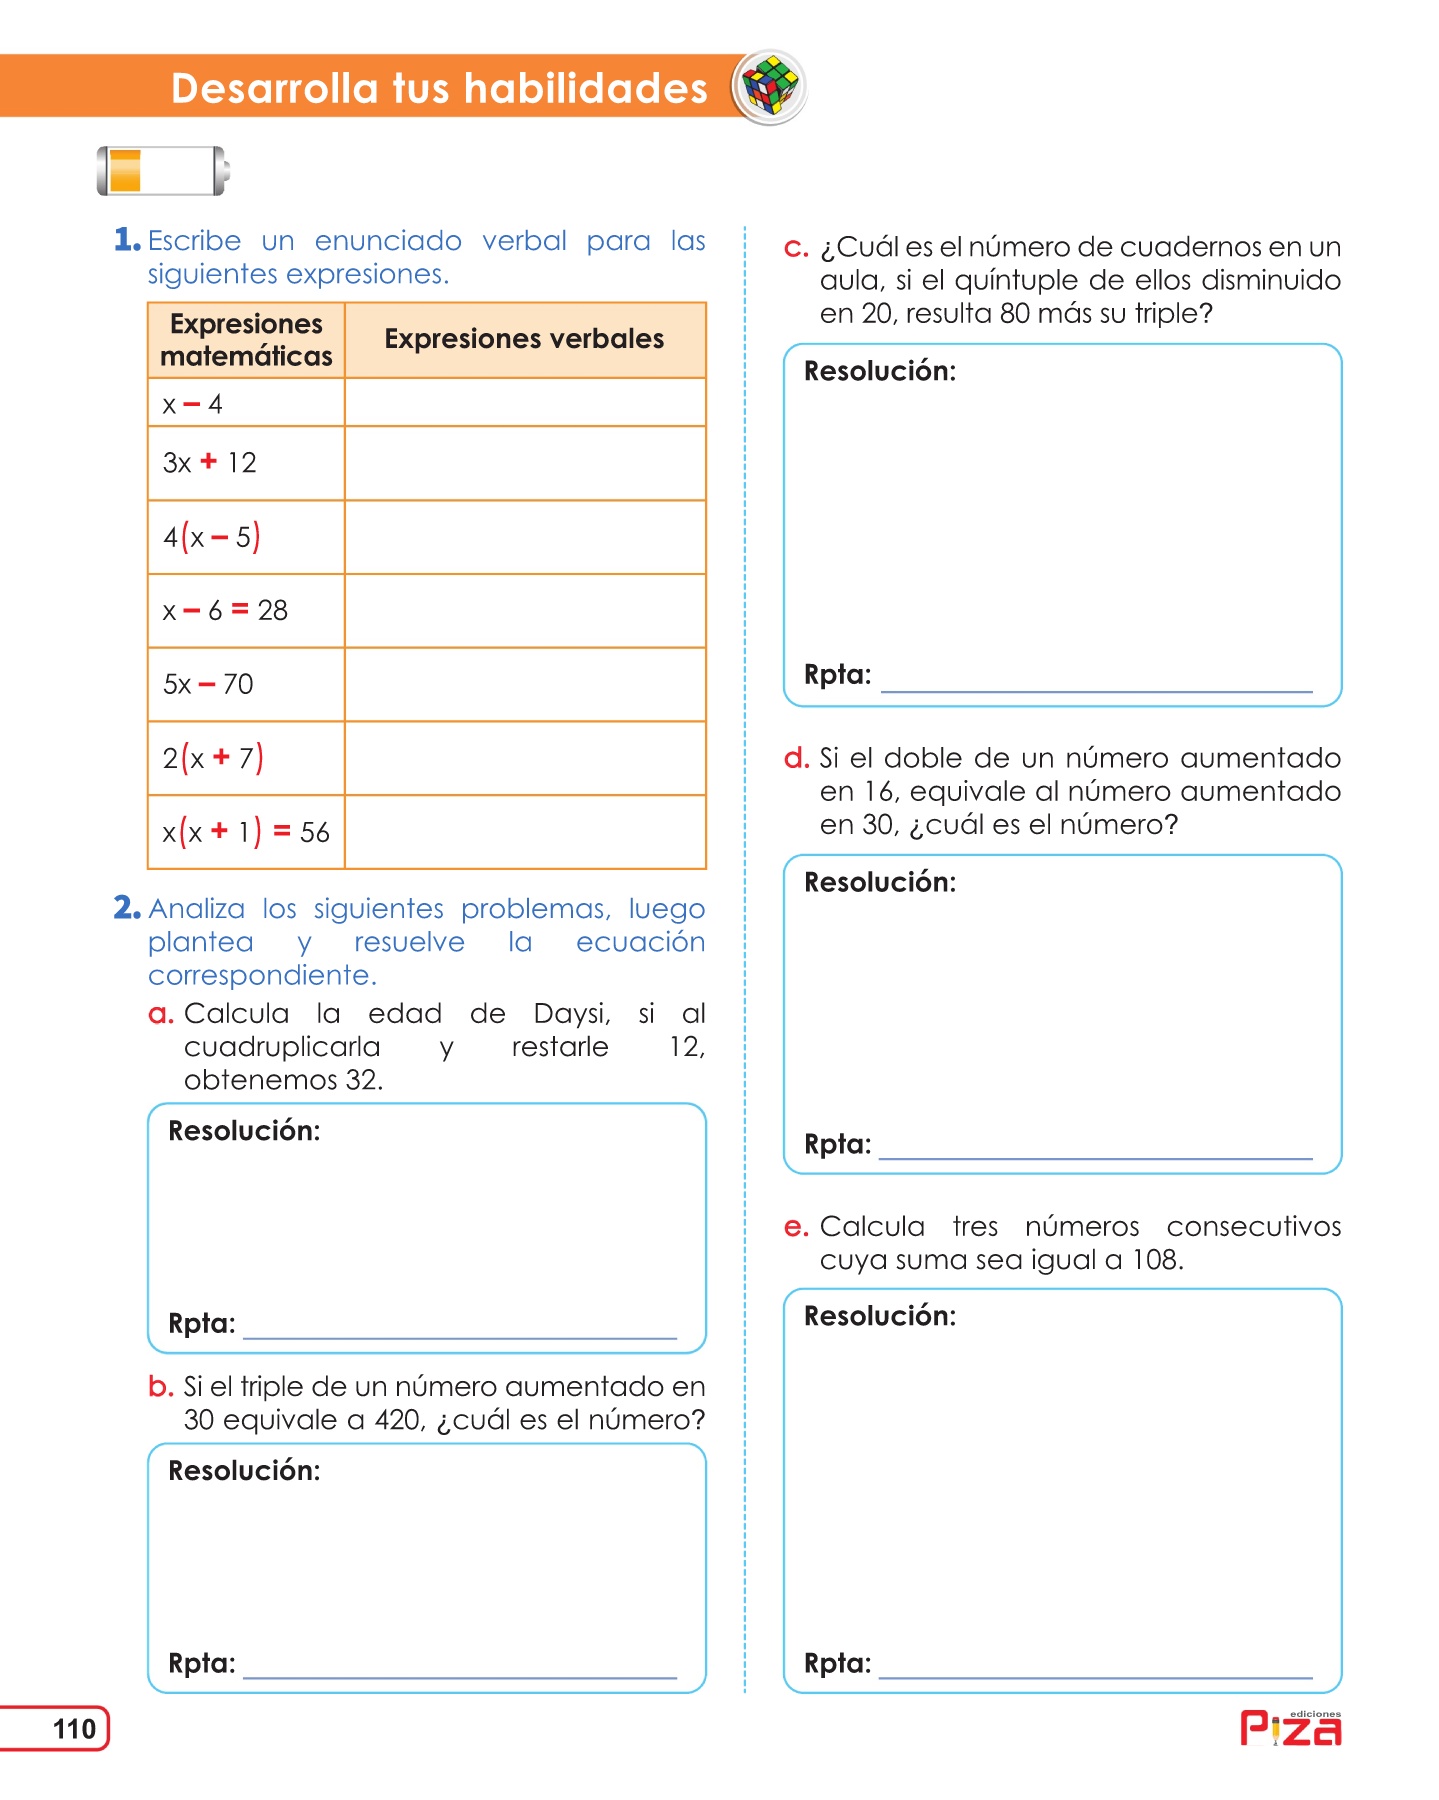 Desarrolla tus habilidades
1. Escribe un enunciado verbal para las
siguientes expresiones.
Expresiones
matemáticas
Expresiones verbales
x – 4
3x + 12
4(x – 5)
x – 6 = 28
5x – 70
2(x + 7)
x(x + 1) = 56
2. Analiza los siguientes problemas, luego
plantea y resuelve la ecuación
correspondiente.
a. Calcula la edad de Daysi, si al
cuadruplicarla y restarle 12,
obtenemos 32.
Resolución:
Rpta:
b. Si el triple de un número aumentado en
30 equivale a 420, ¿cuál es el número?
Resolución:
Rpta:
c. ¿Cuál es el número de cuadernos en un
aula, si el quíntuple de ellos disminuido
en 20, resulta 80 más su triple?
Resolución:
Rpta:
d. Si el doble de un número aumentado
en 16, equivale al número aumentado
en 30, ¿cuál es el número?
Resolución:
Rpta:
e. Calcula tres números consecutivos
cuya suma sea igual a 108.
Resolución:
Rpta:
110
ediciones
Piza